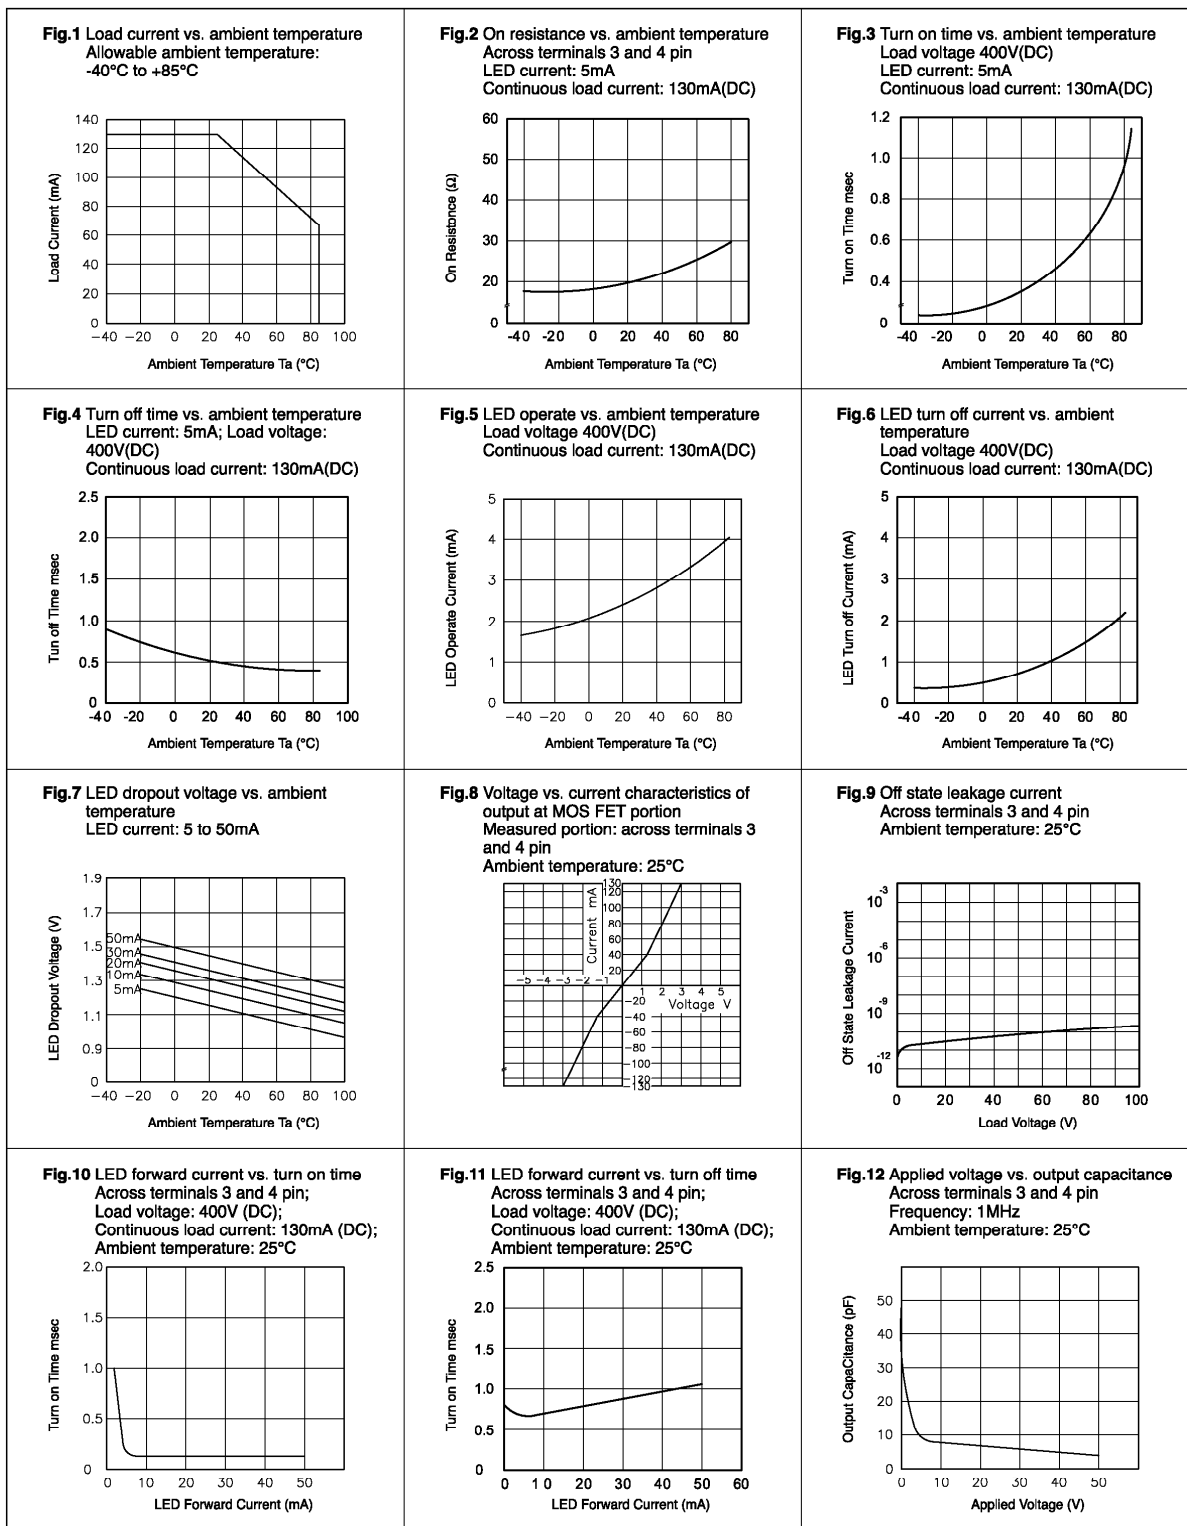 Fig.1 Load current vs. ambient temperature
Allowable ambient temperature:
-40°C to +85°C
140
120
100
80
60
40
20
0
Load Current (mA)
−40 −20 0 20 40 60 80 100
Ambient Temperature Ta (°C)
Fig.2 On resistance vs. ambient temperature
Across terminals 3 and 4 pin
LED current: 5mA
Continuous load current: 130mA(DC)
60
50
40
30
20
0
On Resistonce (Ω)
-40 -20 0 20 40 60 80
Ambient Temperature Ta (°C)
Fig.3 Turn on time vs. ambient temperature
Load voltage 400V(DC)
LED current: 5mA
Continuous load current: 130mA(DC)
1.2
1.0
0.8
0.6
0.4
0
Turn on Time msec
-40 -20 0 20 40 60 80
Ambient Temperature Ta (°C)
Fig.4 Turn off time vs. ambient temperature
LED current: 5mA; Load voltage:
400V(DC)
Continuous load current: 130mA(DC)
2.5
2.0
1.5
1.0
0.5
0
Tun off Time msec
-40 -20 0 20 40 60 80 100
Ambient Temperature Ta (°C)
Fig.5 LED operate vs. ambient temperature
Load voltage 400V(DC)
Continuous load current: 130mA(DC)
5
4
3
2
1
0
LED Operate Current (mA)
−40 −20 0 20 40 60 80
Ambient Temperature Ta (°C)
Fig.6 LED turn off current vs. ambient
temperature
Load voltage 400V(DC)
Continuous load current: 130mA(DC)
5
4
3
2
1
0
LED Turn off Current (mA)
-40 -20 0 20 40 60 80
Ambient Temperature Ta (°C)
Fig.7 LED dropout voltage vs. ambient
temperature
LED current: 5 to 50mA
1.9
1.7
1.5
1.3
1.1
0.9
0
50mA
30mA
20mA
10mA
5mA
LED Dropout Voltage (V)
−40 −20 0 20 40 60 80 100
Ambient Temperature Ta (°C)
Fig.8 Voltage vs. current characteristics of
output at MOS FET portion
Measured portion: across terminals 3
and 4 pin
Ambient temperature: 25°C
130
120
100
80
60
40
20
Current mA
−5 −4 −3 −2 −1
1 2 3 4 5
Voltage V
−20
−40
−60
−80
−100
−120
−130
Fig.9 Off state leakage current
Across terminals 3 and 4 pin
Ambient temperature: 25°C
10-3
10-6
10-9
10-12
Off State Leakage Current
0 20 40 60 80 100
Load Voltage (V)
Fig.10 LED forward current vs. turn on time
Across terminals 3 and 4 pin;
Load voltage: 400V (DC);
Continuous load current: 130mA (DC);
Ambient temperature: 25°C
2.0
1.5
1.0
0.5
0
Turn on Time msec
0 10 20 30 40 50
LED Forward Current (mA)
Fig.11 LED forward current vs. turn off time
Across terminals 3 and 4 pin;
Load voltage: 400V (DC);
Continuous load current: 130mA (DC);
Ambient temperature: 25°C
2.5
2.0
1.5
1.0
0.5
0
Turn on Time msec
0 10 20 30 40 50 60
LED Forward Current (mA)
Fig.12 Applied voltage vs. output capacitance
Across terminals 3 and 4 pin
Frequency: 1MHz
Ambient temperature: 25°C
50
40
30
20
10
0
Output CapaCitance (pF)
0 10 20 30 40 50
Applied Voltage (V)